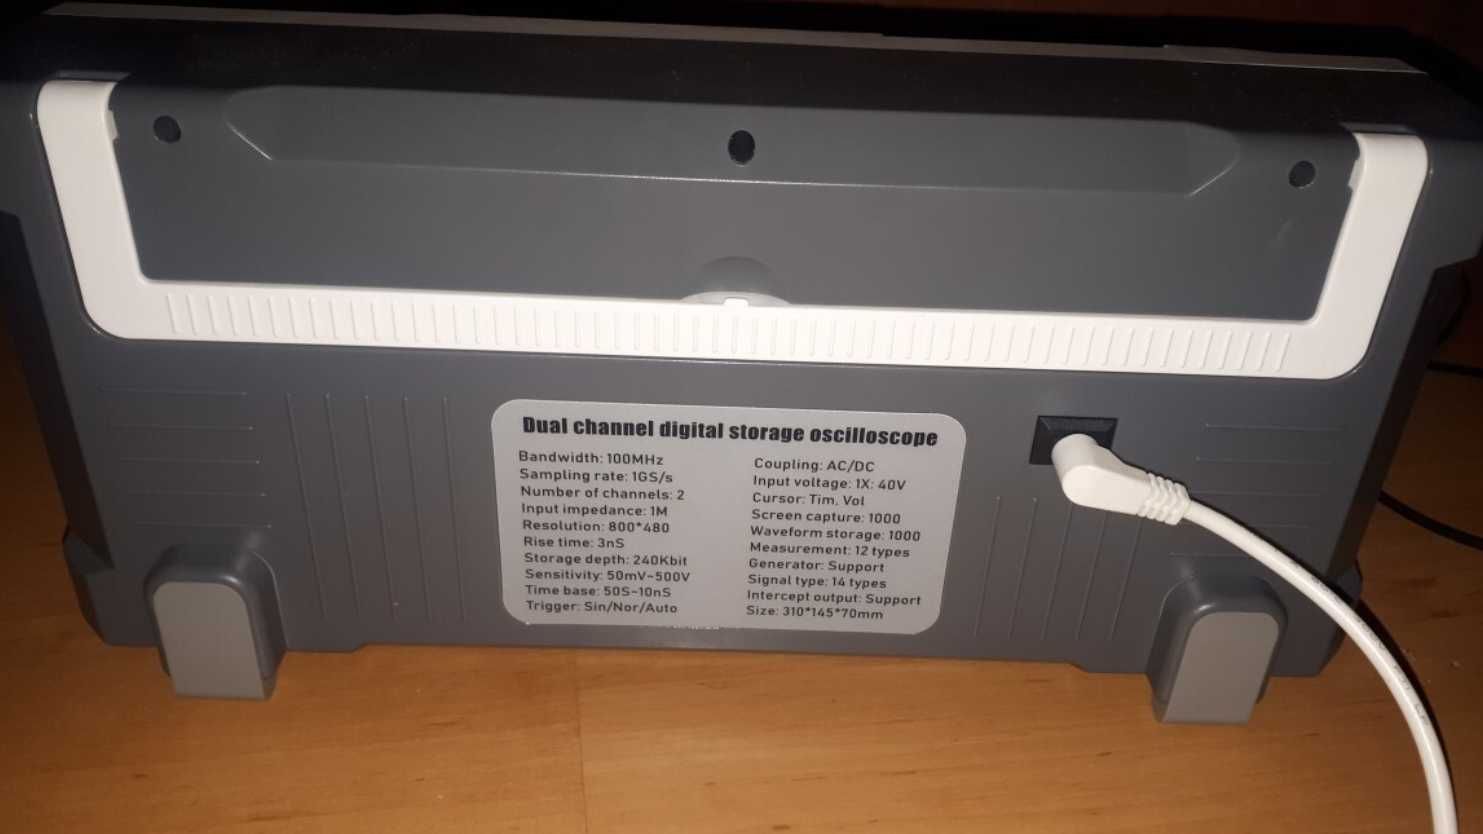 Dual channel digital storage oscilloscope
Bandwidth: 100MHz
Sampling rate: 1GS/s
Number of channels: 2
Input impedance: 1M
Resolution: 800*480
Rise time: 3nS
Storage depth: 240Kbit
Sensitivity: 50mV~500V
Time base: 50S~10nS
Trigger: Sin/Nor/Auto
Coupling: AC/DC
Input voltage: 1X: 40V
Cursor: Tim, Vol
Screen capture: 1000
Waveform storage: 1000
Measurement: 12 types
Generator: Support
Signal type: 14 types
Intercept output: Support
Size: 310*145*70mm